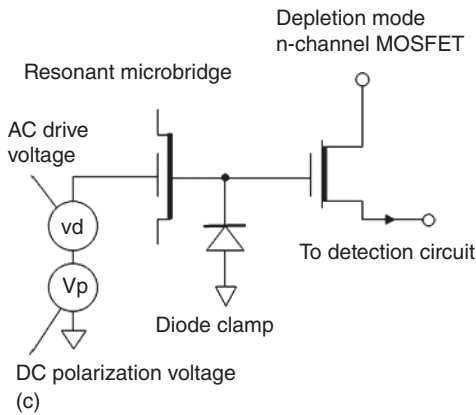 Depletion mode
n-channel MOSFET
Resonant microbridge
AC drive
voltage
vd
To detection circuit
Vp
Diode clamp
DC polarization voltage
(c)